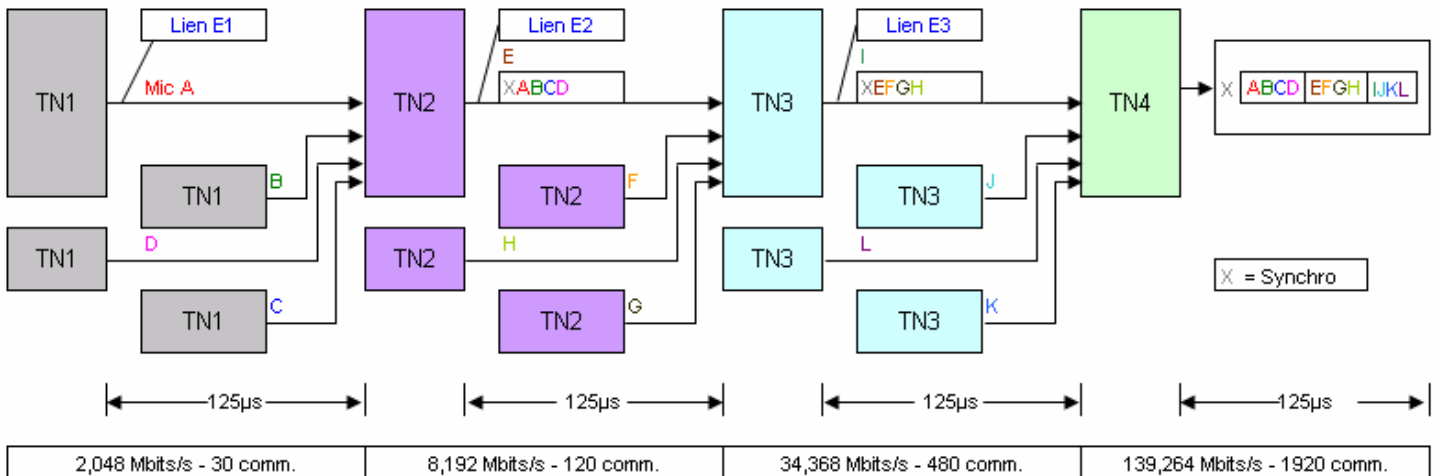 Lien E1
Lien E2
Lien E3
TN1
Mic A
TN2
E
XABCD
TN3
I
XEFGH
TN4
X ABCD EFGH IJKL
TN1
B
TN2
F
TN3
J
TN1
D
TN2
H
TN3
L
X = Synchro
TN1
C
TN2
G
TN3
K
125µs
125µs
125µs
125µs
2,048 Mbits/s - 30 comm.
8,192 Mbits/s - 120 comm.
34,368 Mbits/s - 480 comm.
139,264 Mbits/s - 1920 comm.